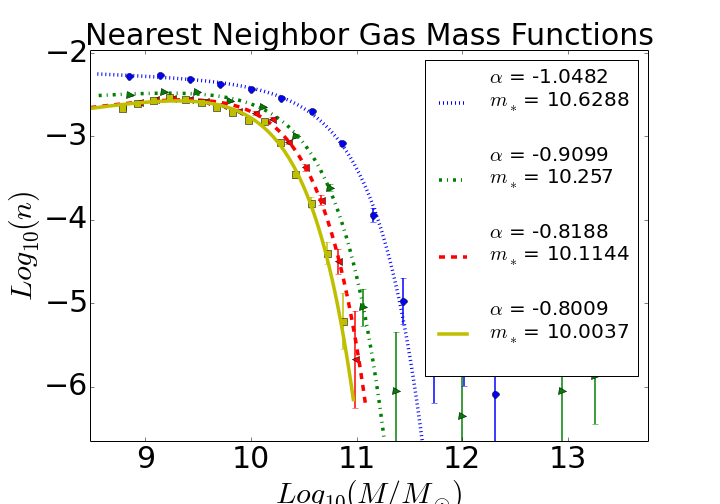 Nearest Neighbor Gas Mass Functions
−2
−3
−4
−5
−6
Log₁₀(n)
α = -1.0482
m* = 10.6288
α = -0.9099
m* = 10.257
α = -0.8188
m* = 10.1144
α = -0.8009
m* = 10.0037
9 10 11 12 13
Log₁₀(M/M☉)